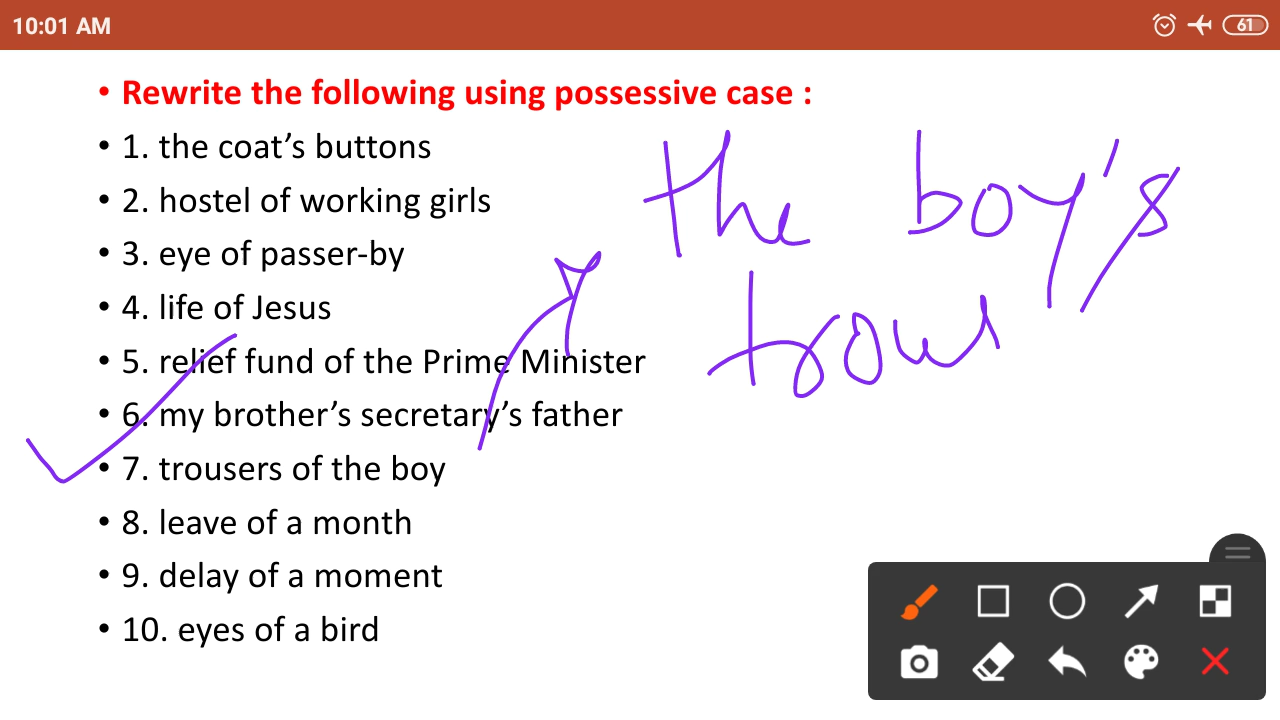 10:01 AM
61
• Rewrite the following using possessive case :
• 1. the coat’s buttons
• 2. hostel of working girls
• 3. eye of passer-by
• 4. life of Jesus
• 5. relief fund of the Prime Minister
• 6. my brother’s secretary’s father
• 7. trousers of the boy
• 8. leave of a month
• 9. delay of a moment
• 10. eyes of a bird
the boy's
trous